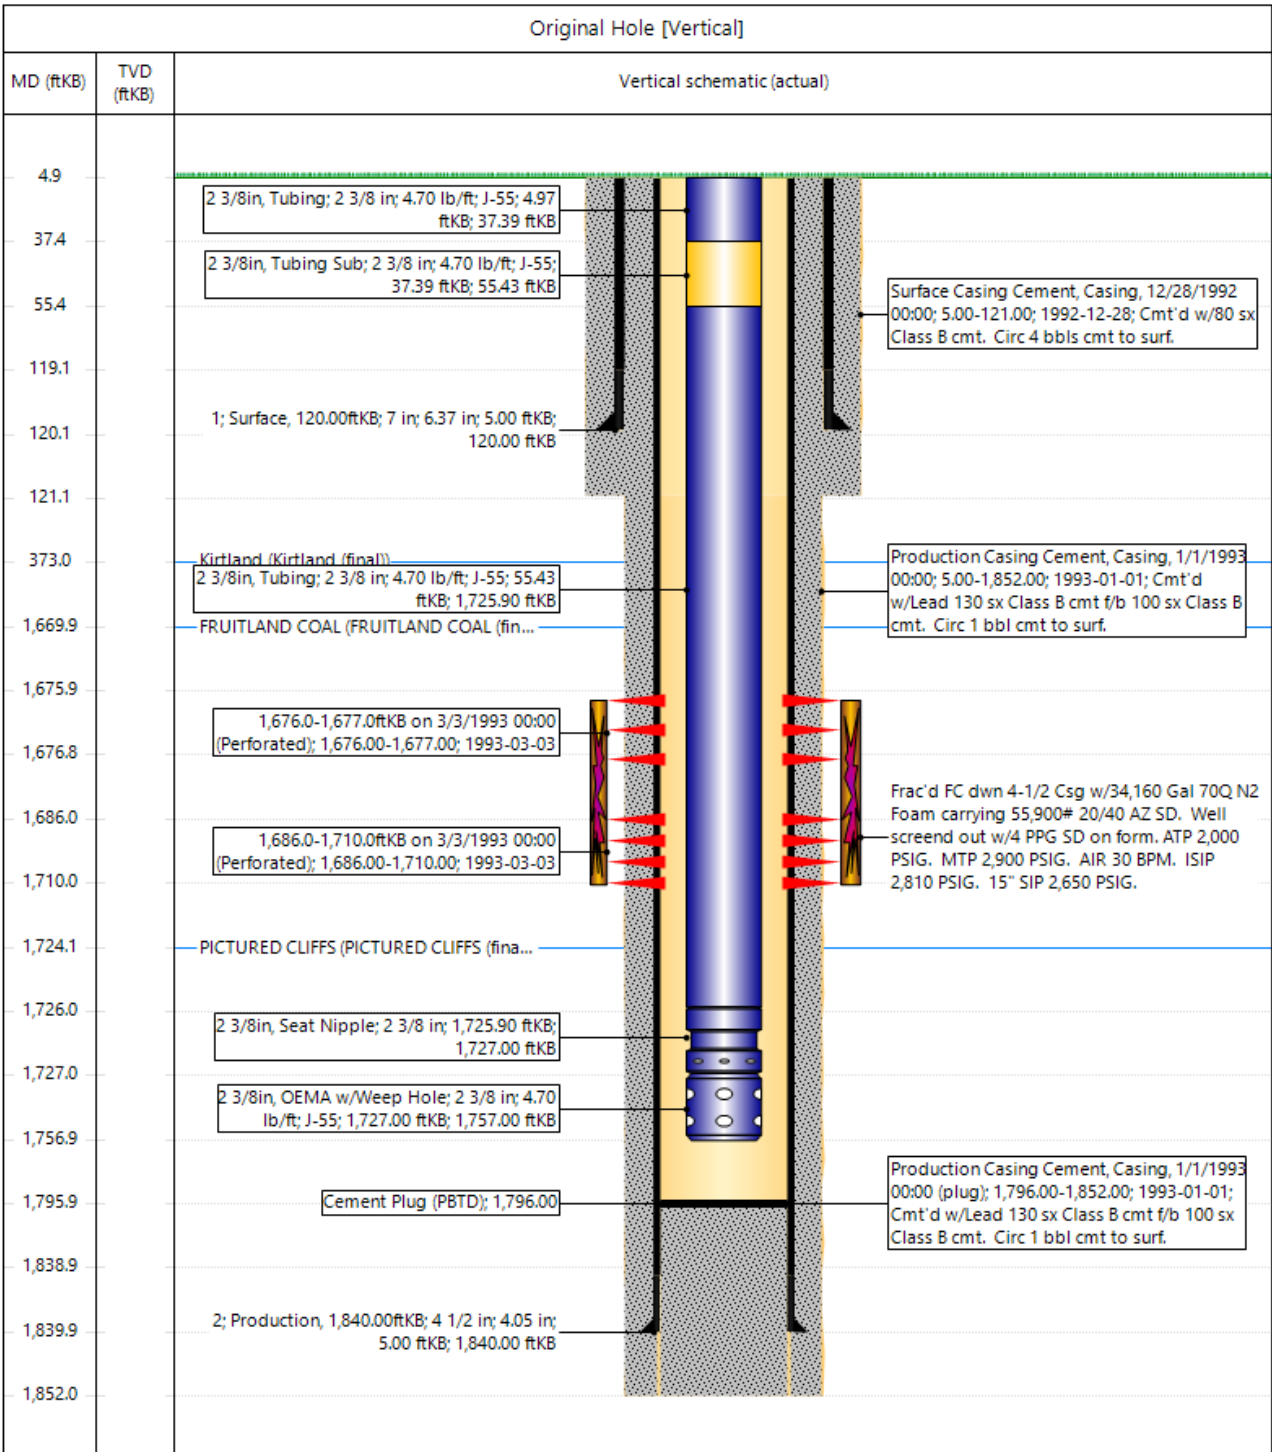 Original Hole [Vertical]
MD (ftKB)
TVD
(ftKB)
Vertical schematic (actual)
4.9
2 3/8in, Tubing; 2 3/8 in; 4.70 lb/ft; J-55; 4.97
ftKB; 37.39 ftKB
37.4
2 3/8in, Tubing Sub; 2 3/8 in; 4.70 lb/ft; J-55;
37.39 ftKB; 55.43 ftKB
Surface Casing Cement, Casing, 12/28/1992
00:00; 5.00-121.00; 1992-12-28; Cmt'd w/80 sx
Class B cmt.  Circ 4 bbls cmt to surf.
55.4
119.1
1; Surface, 120.00ftKB; 7 in; 6.37 in; 5.00 ftKB;
120.00 ftKB
120.1
121.1
373.0
Kirtland (Kirtland (final))
2 3/8in, Tubing; 2 3/8 in; 4.70 lb/ft; J-55; 55.43
ftKB; 1,725.90 ftKB
Production Casing Cement, Casing, 1/1/1993
00:00; 5.00-1,852.00; 1993-01-01; Cmt'd
w/Lead 130 sx Class B cmt f/b 100 sx Class B
cmt.  Circ 1 bbl cmt to surf.
1,669.9
FRUITLAND COAL (FRUITLAND COAL (fin...
1,675.9
1,676.0-1,677.0ftKB on 3/3/1993 00:00
(Perforated); 1,676.00-1,677.00; 1993-03-03
1,676.8
Frac'd FC dwn 4-1/2 Csg w/34,160 Gal 70Q N2
Foam carrying 55,900# 20/40 AZ SD.  Well
screend out w/4 PPG SD on form. ATP 2,000
PSIG.  MTP 2,900 PSIG.  AIR 30 BPM.  ISIP
2,810 PSIG.  15" SIP 2,650 PSIG.
1,686.0
1,686.0-1,710.0ftKB on 3/3/1993 00:00
(Perforated); 1,686.00-1,710.00; 1993-03-03
1,710.0
1,724.1
PICTURED CLIFFS (PICTURED CLIFFS (fina...
1,726.0
2 3/8in, Seat Nipple; 2 3/8 in; 1,725.90 ftKB;
1,727.00 ftKB
1,727.0
2 3/8in, OEMA w/Weep Hole; 2 3/8 in; 4.70
lb/ft; J-55; 1,727.00 ftKB; 1,757.00 ftKB
1,756.9
Production Casing Cement, Casing, 1/1/1993
00:00 (plug); 1,796.00-1,852.00; 1993-01-01;
Cmt'd w/Lead 130 sx Class B cmt f/b 100 sx
Class B cmt.  Circ 1 bbl cmt to surf.
Cement Plug (PBTD); 1,796.00
1,795.9
1,838.9
2; Production, 1,840.00ftKB; 4 1/2 in; 4.05 in;
5.00 ftKB; 1,840.00 ftKB
1,839.9
1,852.0